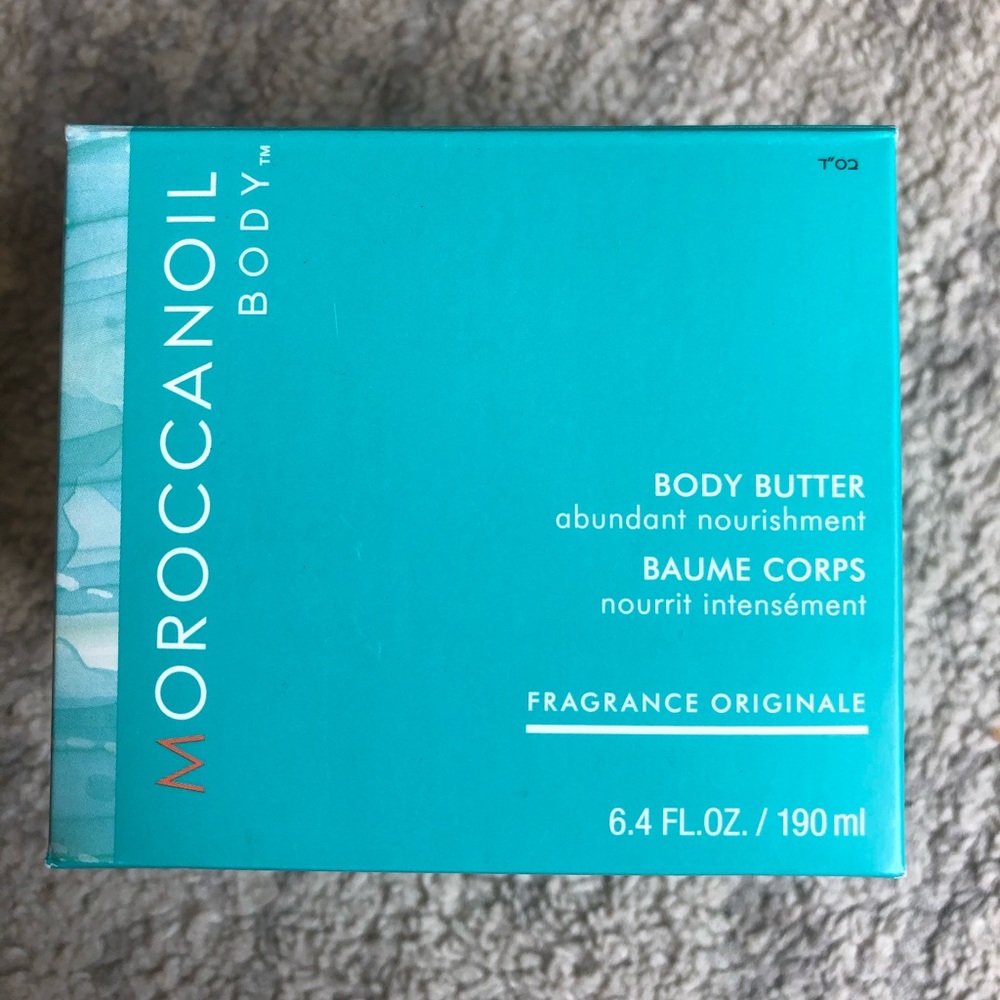 בס"ד
MOROCCANOIL
BODY™
BODY BUTTER
abundant nourishment
BAUME CORPS
nourrit intensément
FRAGRANCE ORIGINALE
6.4 FL.OZ. / 190 ml